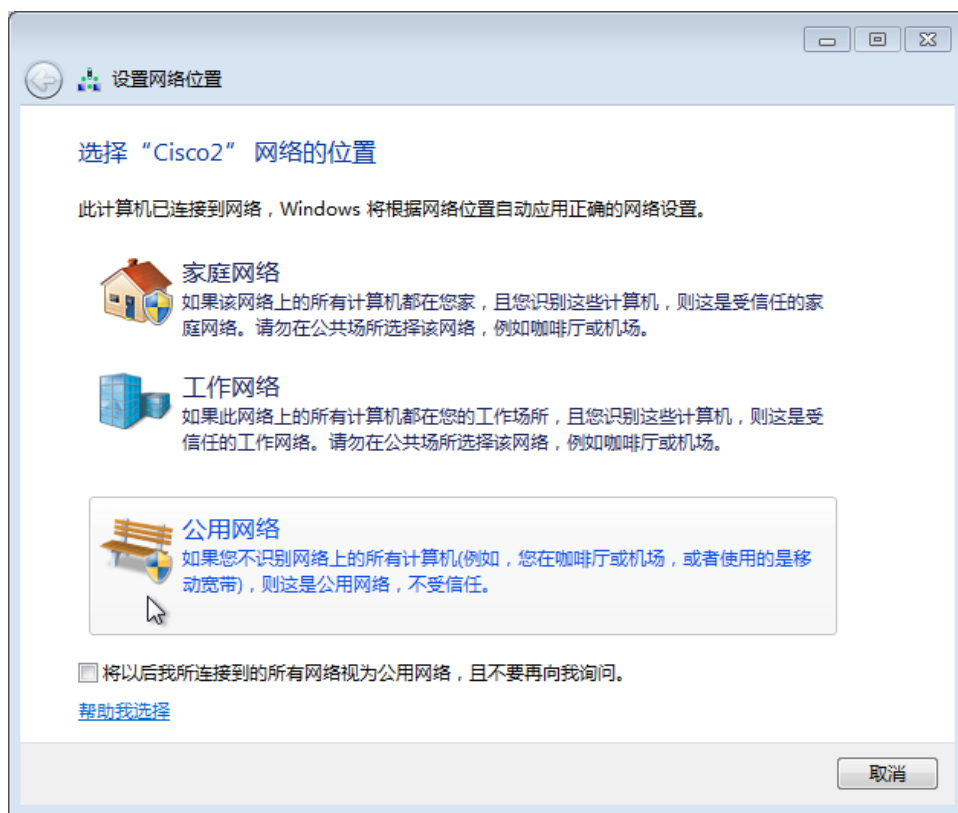 设置网络位置
选择“Cisco2” 网络的位置
此计算机已连接到网络，Windows 将根据网络位置自动应用正确的网络设置。
家庭网络
如果该网络上的所有计算机都在您家，且您识别这些计算机，则这是受信任的家
庭网络。请勿在公共场所选择该网络，例如咖啡厅或机场。
工作网络
如果此网络上的所有计算机都在您的工作场所，且您识别这些计算机，则这是受
信任的工作网络。请勿在公共场所选择该网络，例如咖啡厅或机场。
公用网络
如果您不识别网络上的所有计算机(例如，您在咖啡厅或机场，或者使用的是移
动宽带)，则这是公用网络，不受信任。
将以后我所连接到的所有网络视为公用网络，且不要再向我询问。
帮助我选择
取消